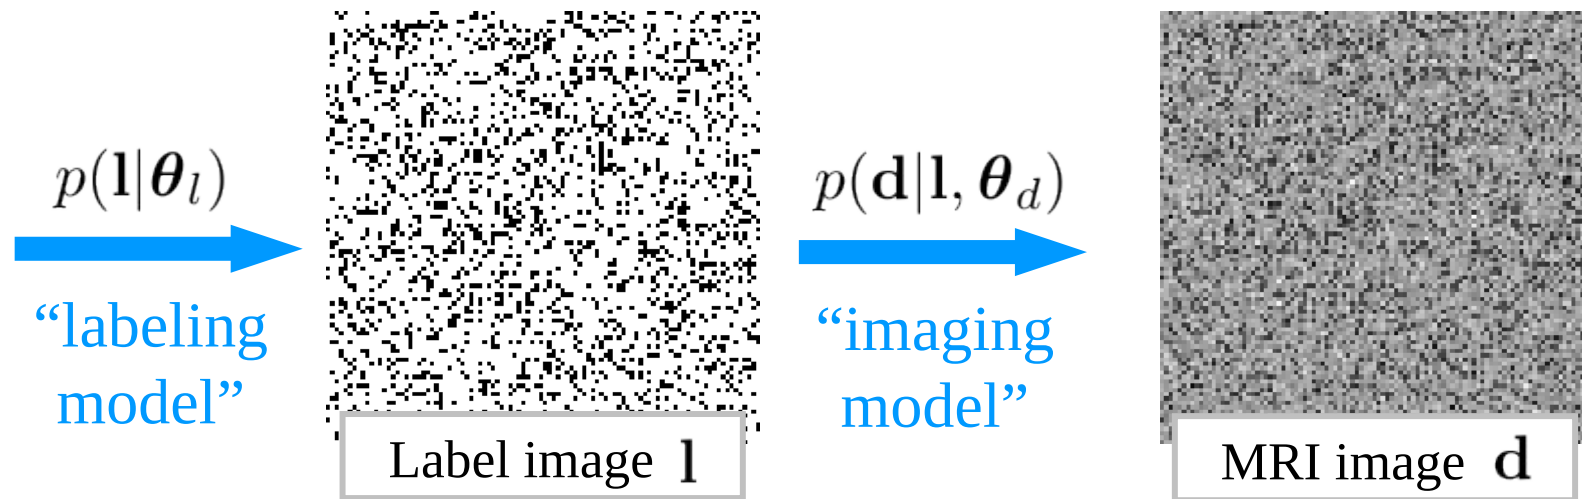 p(l|θ_l)
“labeling
model”
Label image l
p(d|l, θ_d)
“imaging
model”
MRI image d